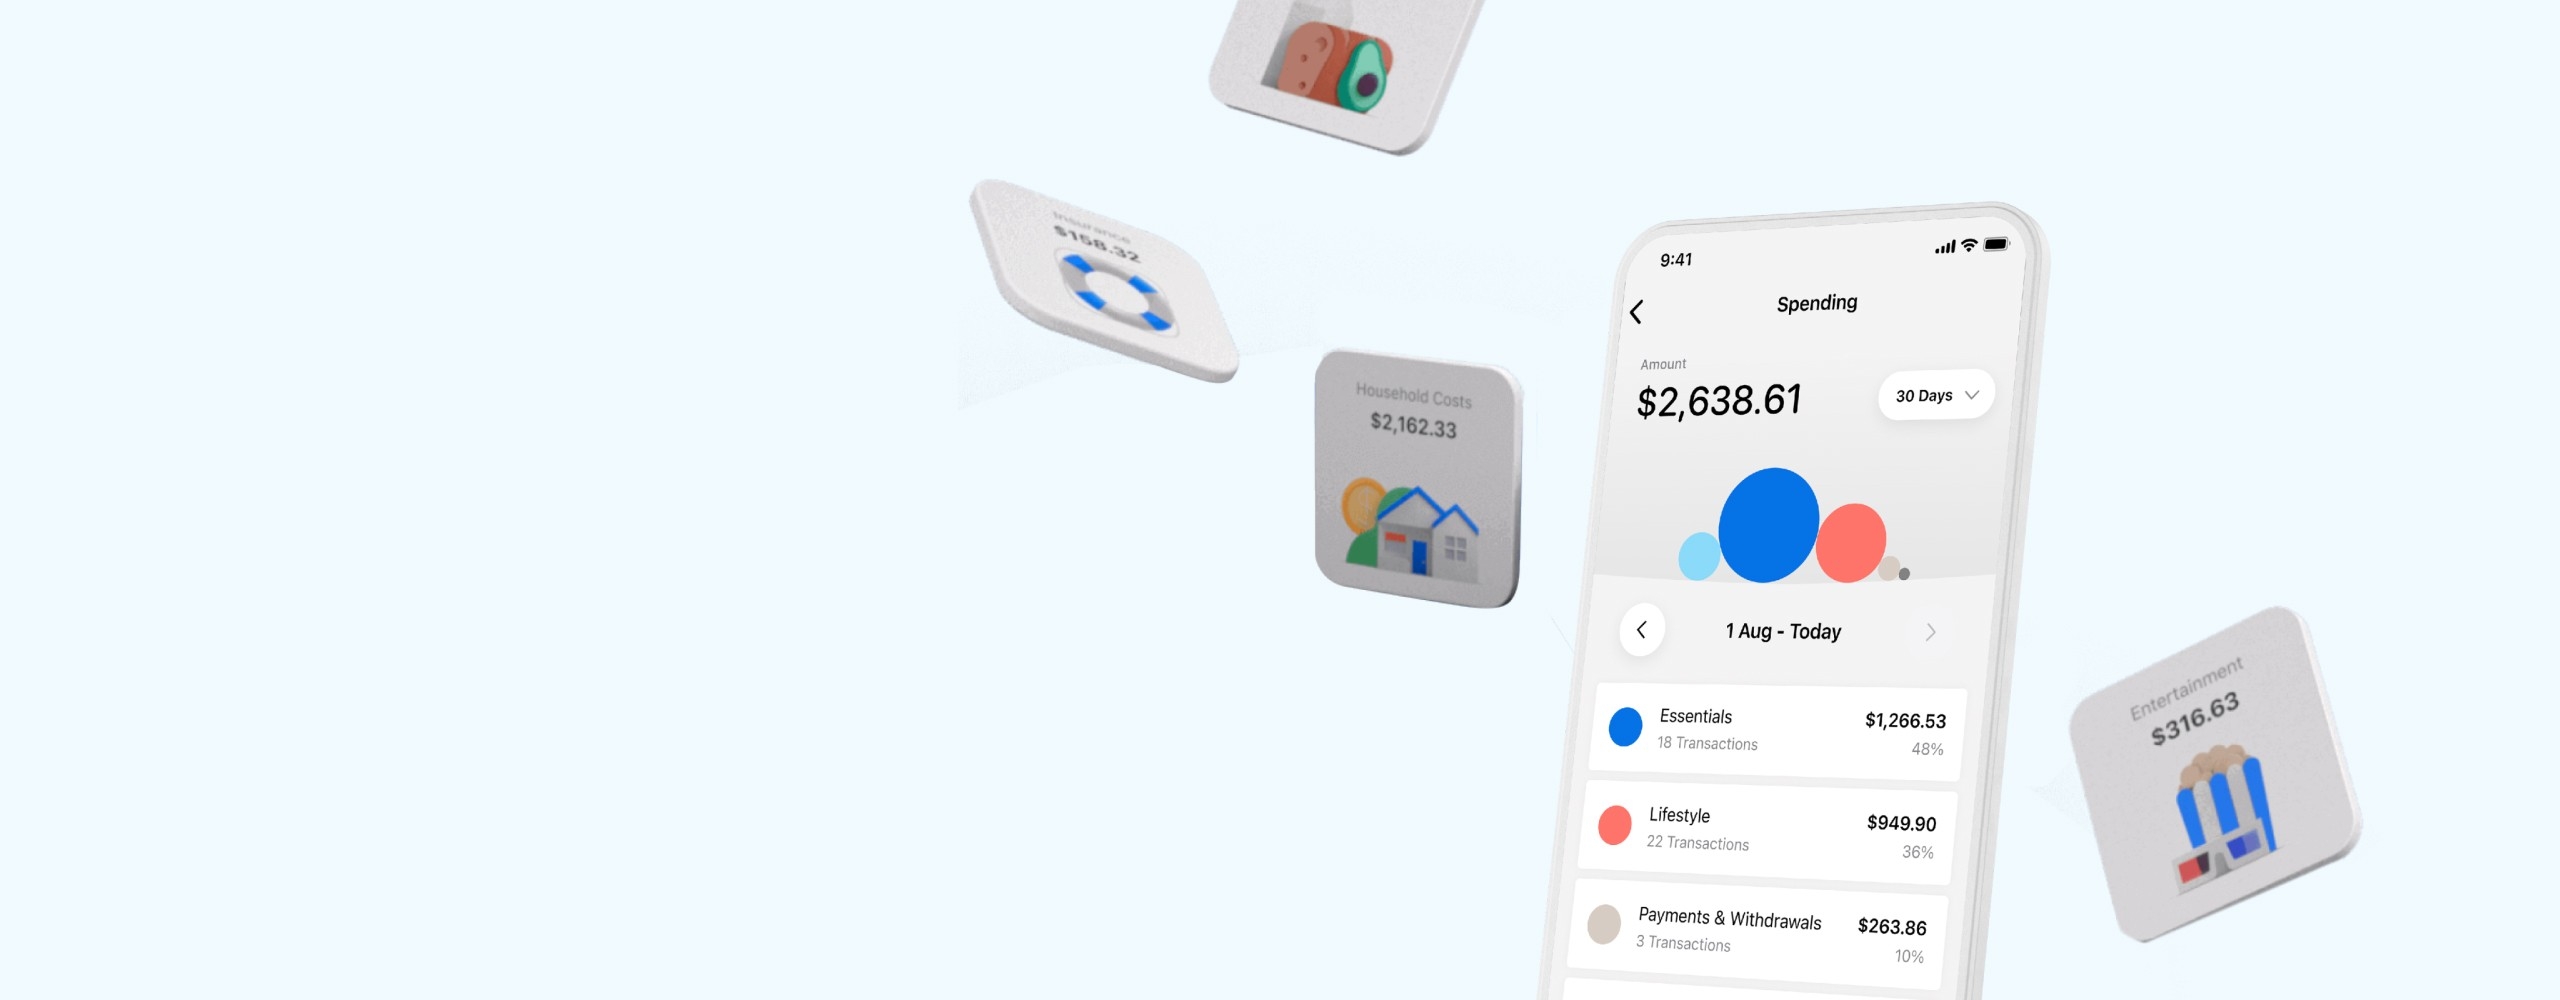 Insurance
$158.32
Household Costs
$2,162.33
9:41
Spending
Amount
$2,638.61
30 Days
1 Aug - Today
Essentials
$1,266.53
18 Transactions
48%
Lifestyle
$949.90
22 Transactions
36%
Payments & Withdrawals
$263.86
3 Transactions
10%
Entertainment
$316.63